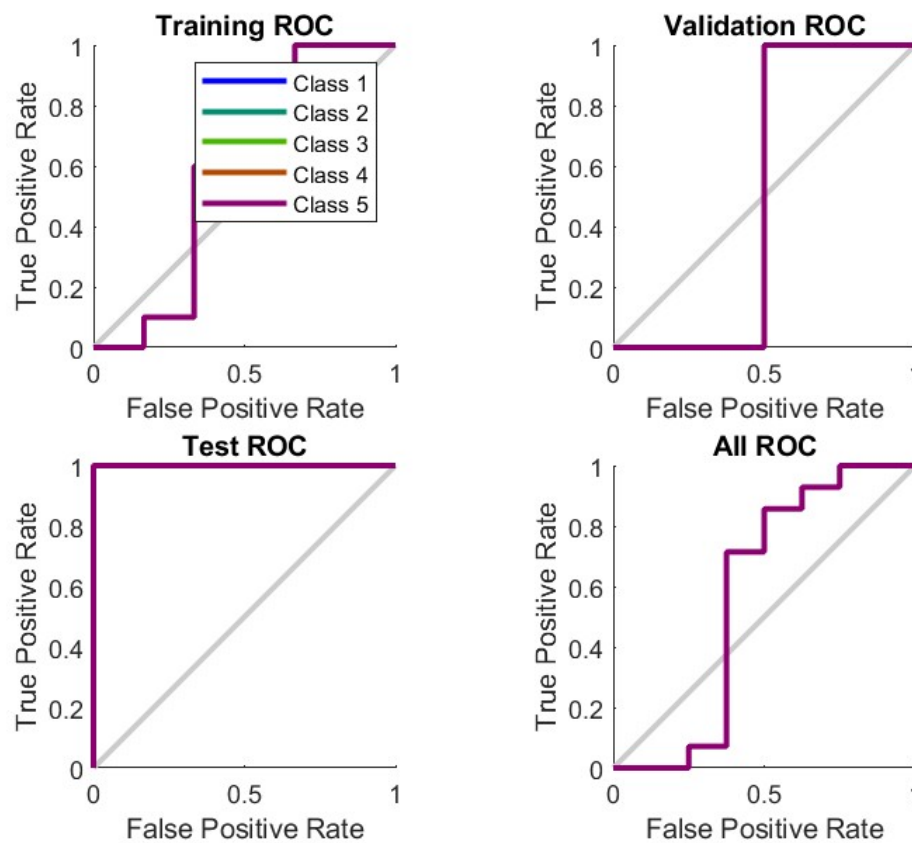 Training ROC
1
0.8
0.6
0.4
0.2
0
True Positive Rate
Class 1
Class 2
Class 3
Class 4
Class 5
0
0.5
1
False Positive Rate
Validation ROC
1
0.8
0.6
0.4
0.2
0
True Positive Rate
0
0.5
1
False Positive Rate
Test ROC
1
0.8
0.6
0.4
0.2
0
True Positive Rate
0
0.5
1
False Positive Rate
All ROC
1
0.8
0.6
0.4
0.2
0
True Positive Rate
0
0.5
1
False Positive Rate